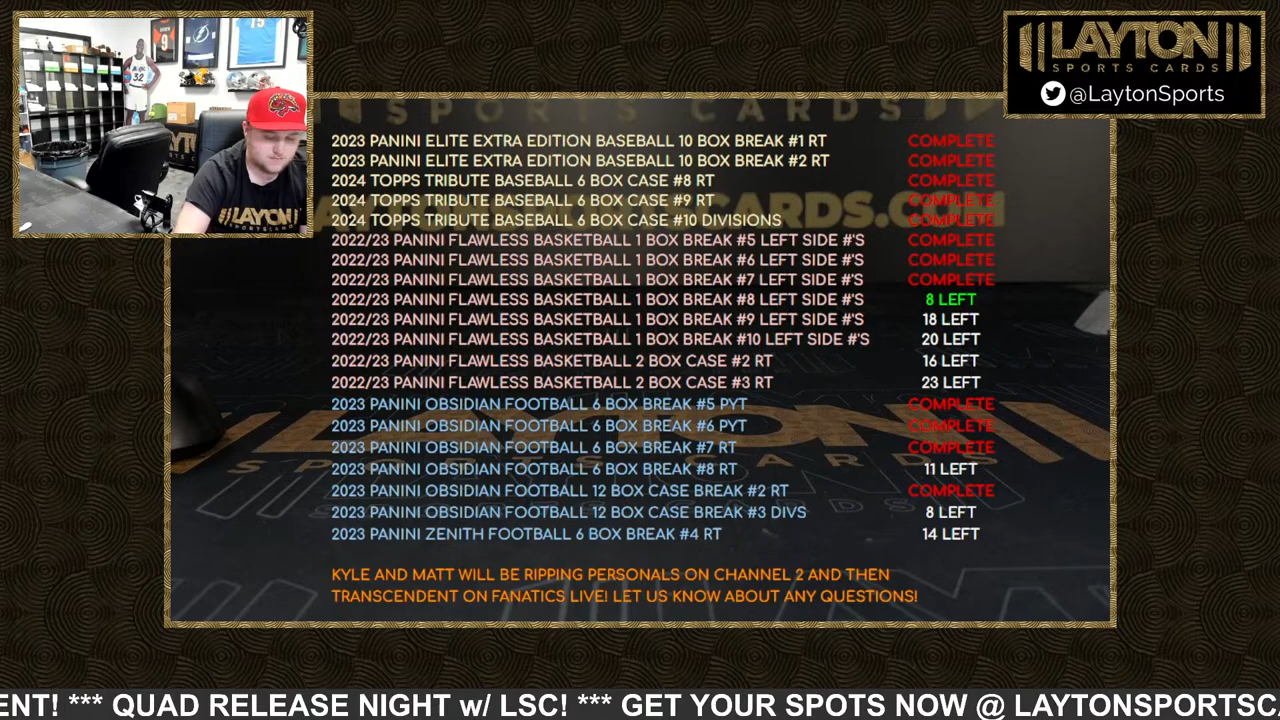 LAYTON
SPORTS CARDS
@LaytonSports
2023 PANINI ELITE EXTRA EDITION BASEBALL 10 BOX BREAK #1 RT COMPLETE
2023 PANINI ELITE EXTRA EDITION BASEBALL 10 BOX BREAK #2 RT COMPLETE
2024 TOPPS TRIBUTE BASEBALL 6 BOX CASE #8 RT COMPLETE
2024 TOPPS TRIBUTE BASEBALL 6 BOX CASE #9 RT COMPLETE
2024 TOPPS TRIBUTE BASEBALL 6 BOX CASE #10 DIVISIONS COMPLETE
2022/23 PANINI FLAWLESS BASKETBALL 1 BOX BREAK #5 LEFT SIDE #'S COMPLETE
2022/23 PANINI FLAWLESS BASKETBALL 1 BOX BREAK #6 LEFT SIDE #'S COMPLETE
2022/23 PANINI FLAWLESS BASKETBALL 1 BOX BREAK #7 LEFT SIDE #'S COMPLETE
2022/23 PANINI FLAWLESS BASKETBALL 1 BOX BREAK #8 LEFT SIDE #'S 8 LEFT
2022/23 PANINI FLAWLESS BASKETBALL 1 BOX BREAK #9 LEFT SIDE #'S 18 LEFT
2022/23 PANINI FLAWLESS BASKETBALL 1 BOX BREAK #10 LEFT SIDE #'S 20 LEFT
2022/23 PANINI FLAWLESS BASKETBALL 2 BOX CASE #2 RT 16 LEFT
2022/23 PANINI FLAWLESS BASKETBALL 2 BOX CASE #3 RT 23 LEFT
2023 PANINI OBSIDIAN FOOTBALL 6 BOX BREAK #5 PYT COMPLETE
2023 PANINI OBSIDIAN FOOTBALL 6 BOX BREAK #6 PYT COMPLETE
2023 PANINI OBSIDIAN FOOTBALL 6 BOX BREAK #7 RT COMPLETE
2023 PANINI OBSIDIAN FOOTBALL 6 BOX BREAK #8 RT 11 LEFT
2023 PANINI OBSIDIAN FOOTBALL 12 BOX CASE BREAK #2 RT COMPLETE
2023 PANINI OBSIDIAN FOOTBALL 12 BOX CASE BREAK #3 DIVS 8 LEFT
2023 PANINI ZENITH FOOTBALL 6 BOX BREAK #4 RT 14 LEFT
KYLE AND MATT WILL BE RIPPING PERSONALS ON CHANNEL 2 AND THEN
TRANSCENDENT ON FANATICS LIVE! LET US KNOW ABOUT ANY QUESTIONS!
ENT! *** QUAD RELEASE NIGHT w/ LSC! *** GET YOUR SPOTS NOW @ LAYTONSPORTSCA